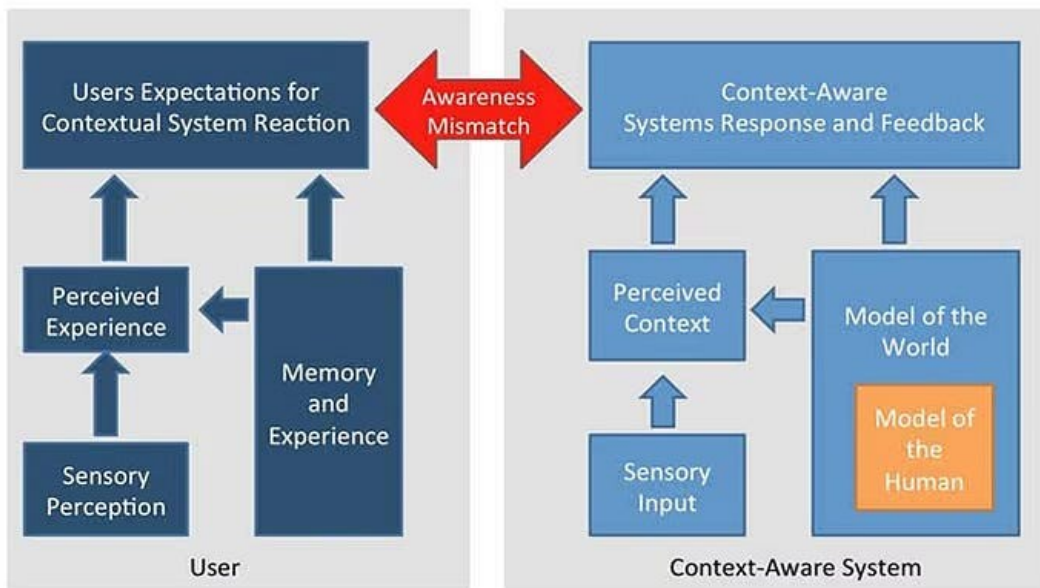 Users Expectations for
Contextual System Reaction
Awareness
Mismatch
Context-Aware
Systems Response and Feedback
Perceived
Experience
Memory
and
Experience
Sensory
Perception
User
Perceived
Context
Model of the
World
Model of
the
Human
Sensory
Input
Context-Aware System